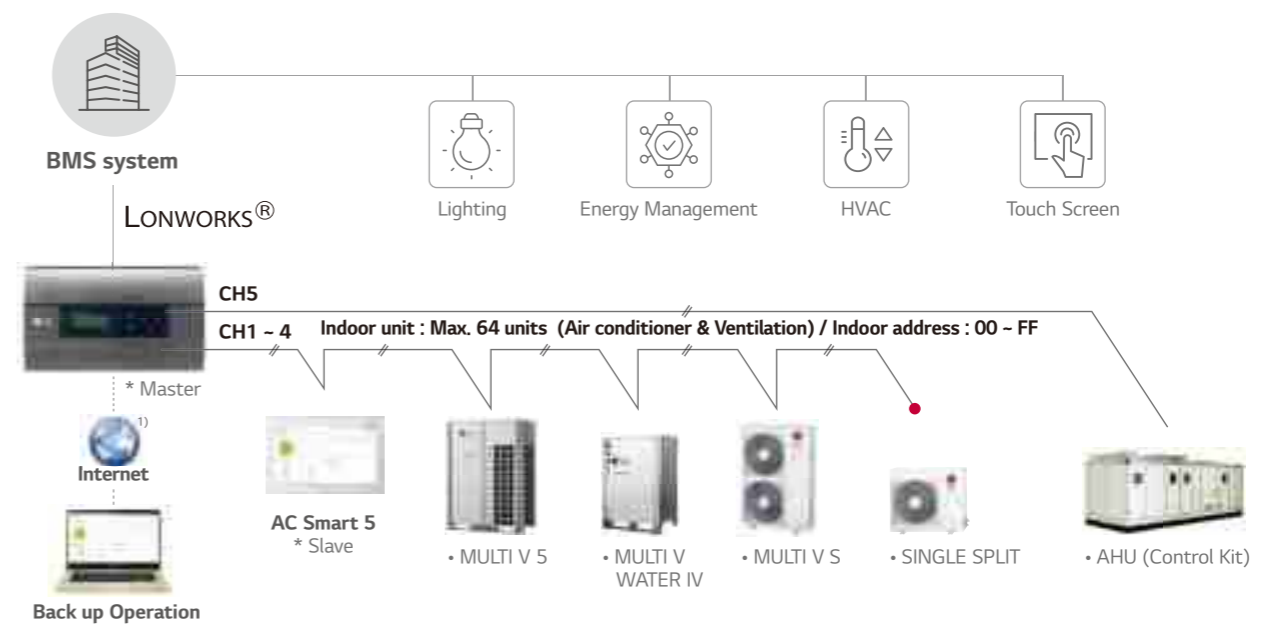 BMS system
LONWORKS®
Lighting
Energy Management
HVAC
Touch Screen
CH5
CH1 ~ 4
Indoor unit : Max. 64 units (Air conditioner & Ventilation) / Indoor address : 00 ~ FF
* Master
1)
Internet
Back up Operation
AC Smart 5
* Slave
• MULTI V 5
• MULTI V
WATER IV
• MULTI V S
• SINGLE SPLIT
• AHU (Control Kit)